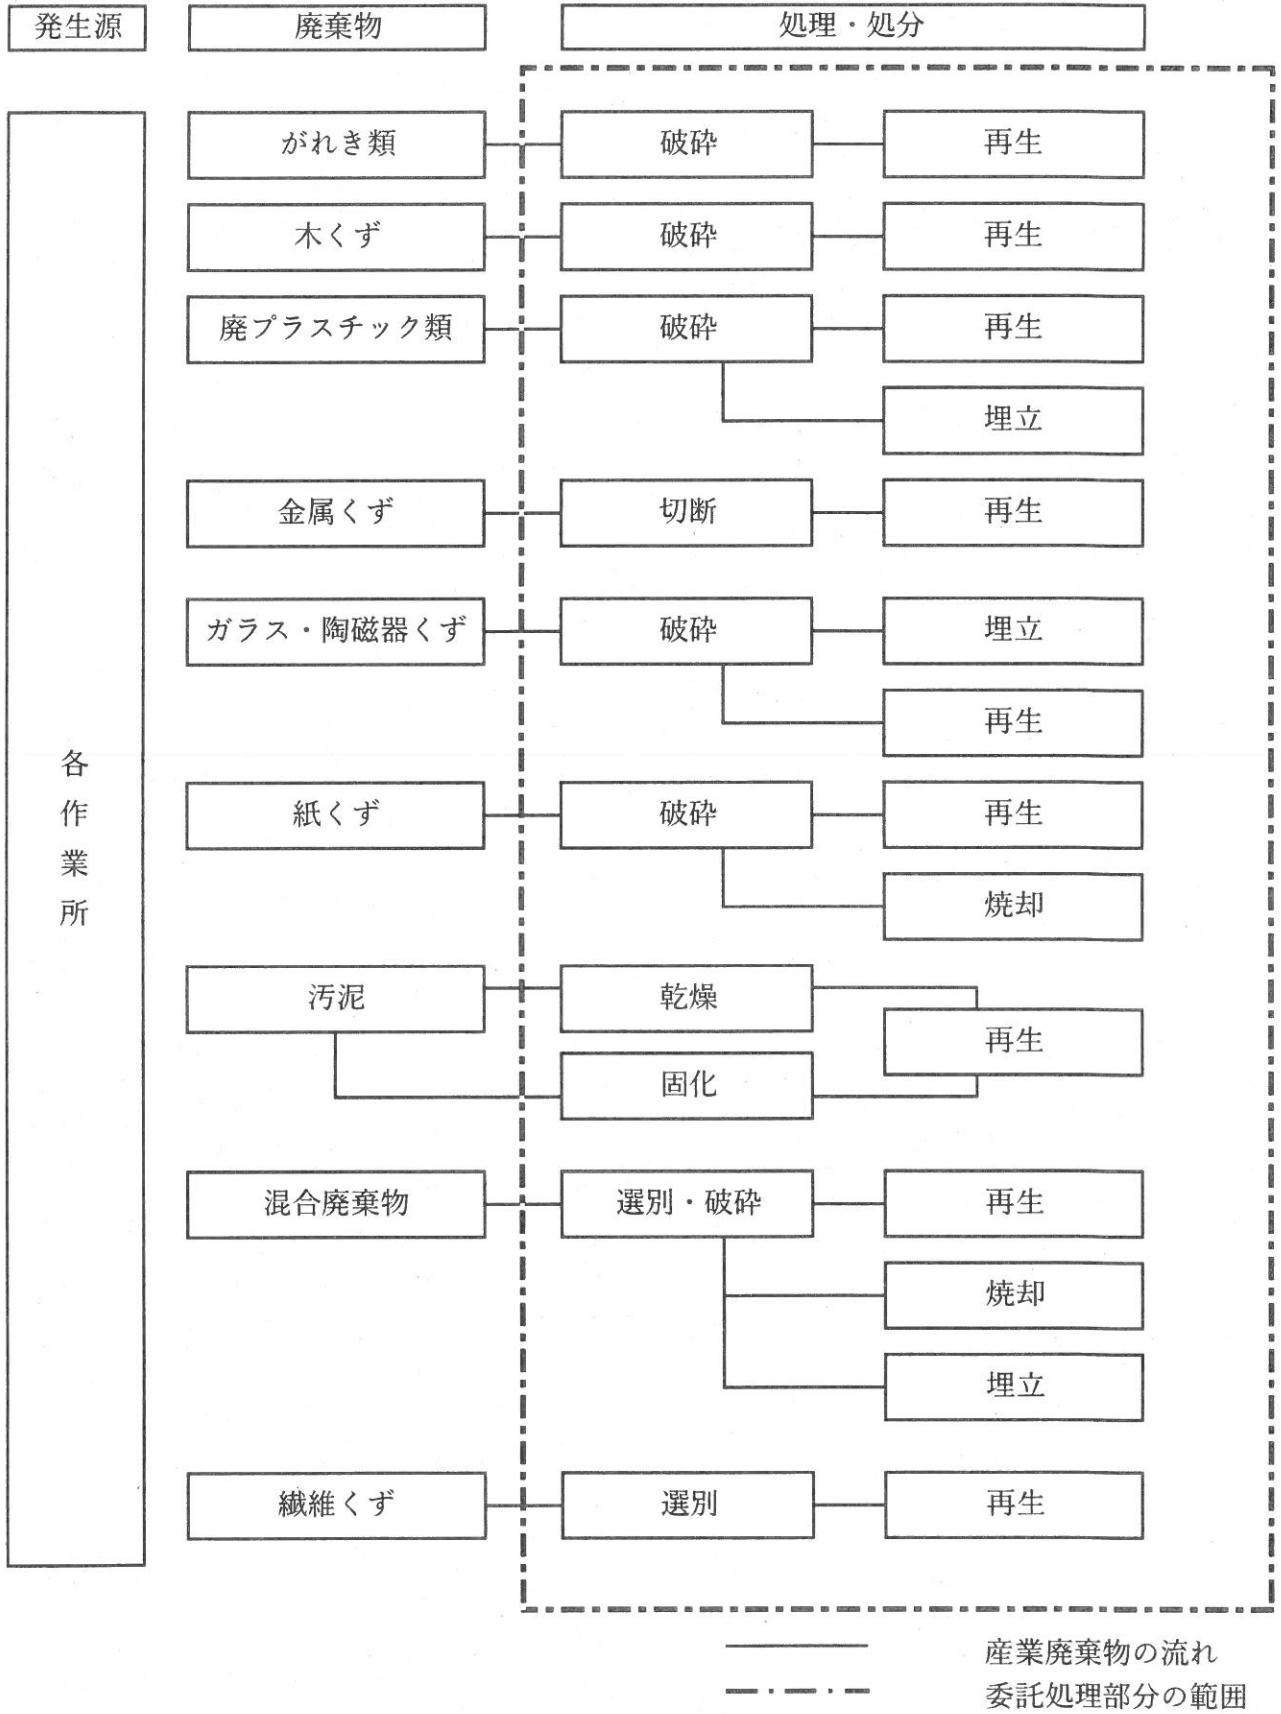 発生源
廃棄物
処理・処分
各作業所
がれき類
破砕
再生
木くず
破砕
再生
廃プラスチック類
破砕
再生
埋立
金属くず
切断
再生
ガラス・陶磁器くず
破砕
埋立
再生
紙くず
破砕
再生
焼却
汚泥
乾燥
再生
固化
混合廃棄物
選別・破砕
再生
焼却
埋立
繊維くず
選別
再生
産業廃棄物の流れ
委託処理部分の範囲